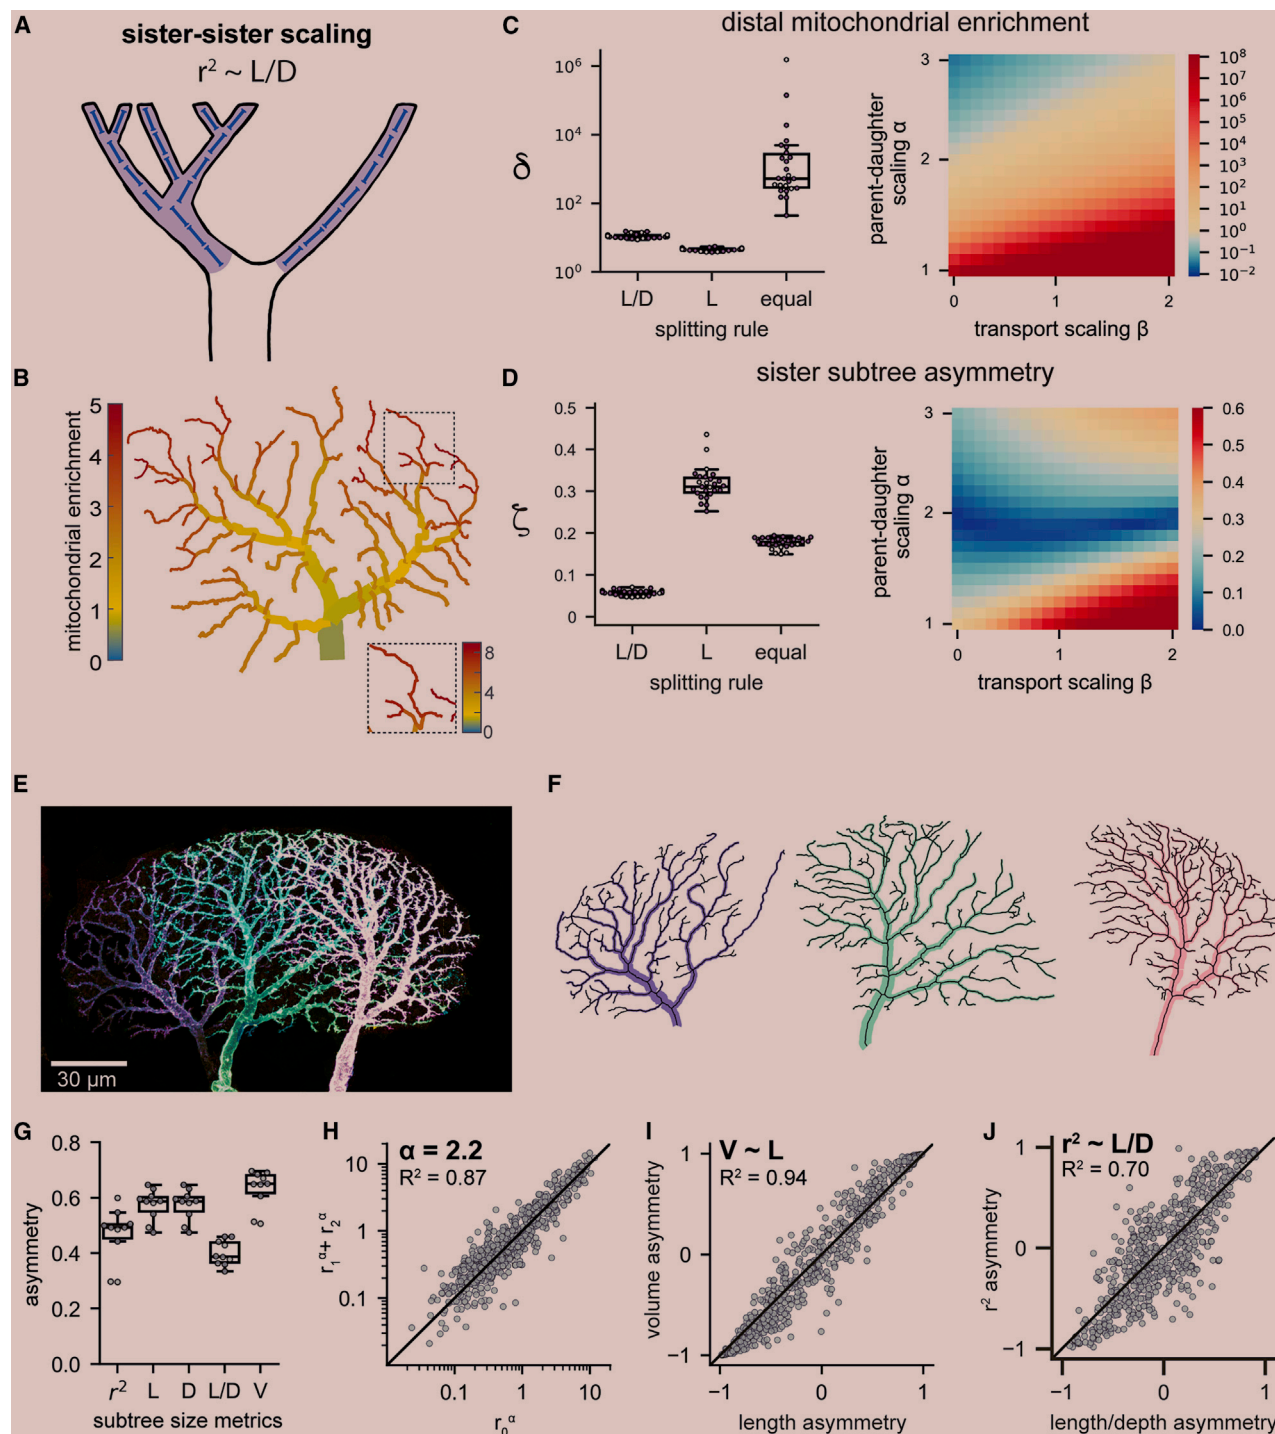 A
sister-sister scaling
r² ~ L/D
B
mitochondrial enrichment
5
4
3
2
1
0
8
4
0
C
distal mitochondrial enrichment
δ
10⁶
10⁴
10²
10⁰
L/D L equal
splitting rule
parent-daughter
scaling α
3
2
1
0 1 2
transport scaling β
10⁸
10⁷
10⁶
10⁵
10⁴
10³
10²
10¹
10⁰
10⁻¹
10⁻²
D
sister subtree asymmetry
ζ
0.5
0.4
0.3
0.2
0.1
0
L/D L equal
splitting rule
parent-daughter
scaling α
3
2
1
0 1 2
transport scaling β
0.6
0.5
0.4
0.3
0.2
0.1
0.0
E
30 µm
F
G
asymmetry
0.8
0.6
0.4
0.2
0.0
r² L D L/D V
subtree size metrics
H
α = 2.2
R² = 0.87
r₁ᵅ+ r₂ᵅ
10
1
0.1
0.1 1 10
r₀ᵅ
I
V ~ L
R² = 0.94
volume asymmetry
1
0
−1
−1 0 1
length asymmetry
J
r² ~ L/D
R² = 0.70
r² asymmetry
1
0
−1
−1 0 1
length/depth asymmetry